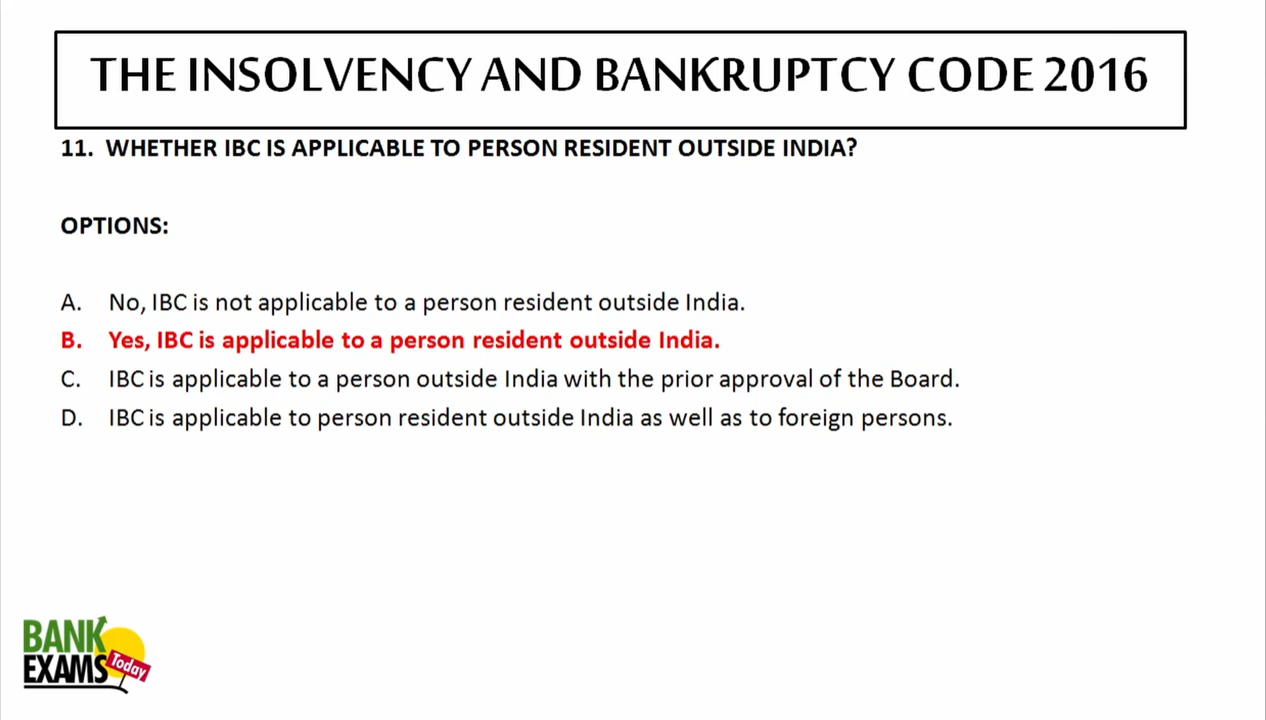 THE INSOLVENCY AND BANKRUPTCY CODE 2016
11. WHETHER IBC IS APPLICABLE TO PERSON RESIDENT OUTSIDE INDIA?
OPTIONS:
A. No, IBC is not applicable to a person resident outside India.
B. Yes, IBC is applicable to a person resident outside India.
C. IBC is applicable to a person outside India with the prior approval of the Board.
D. IBC is applicable to person resident outside India as well as to foreign persons.
BANK
EXAMS
Today